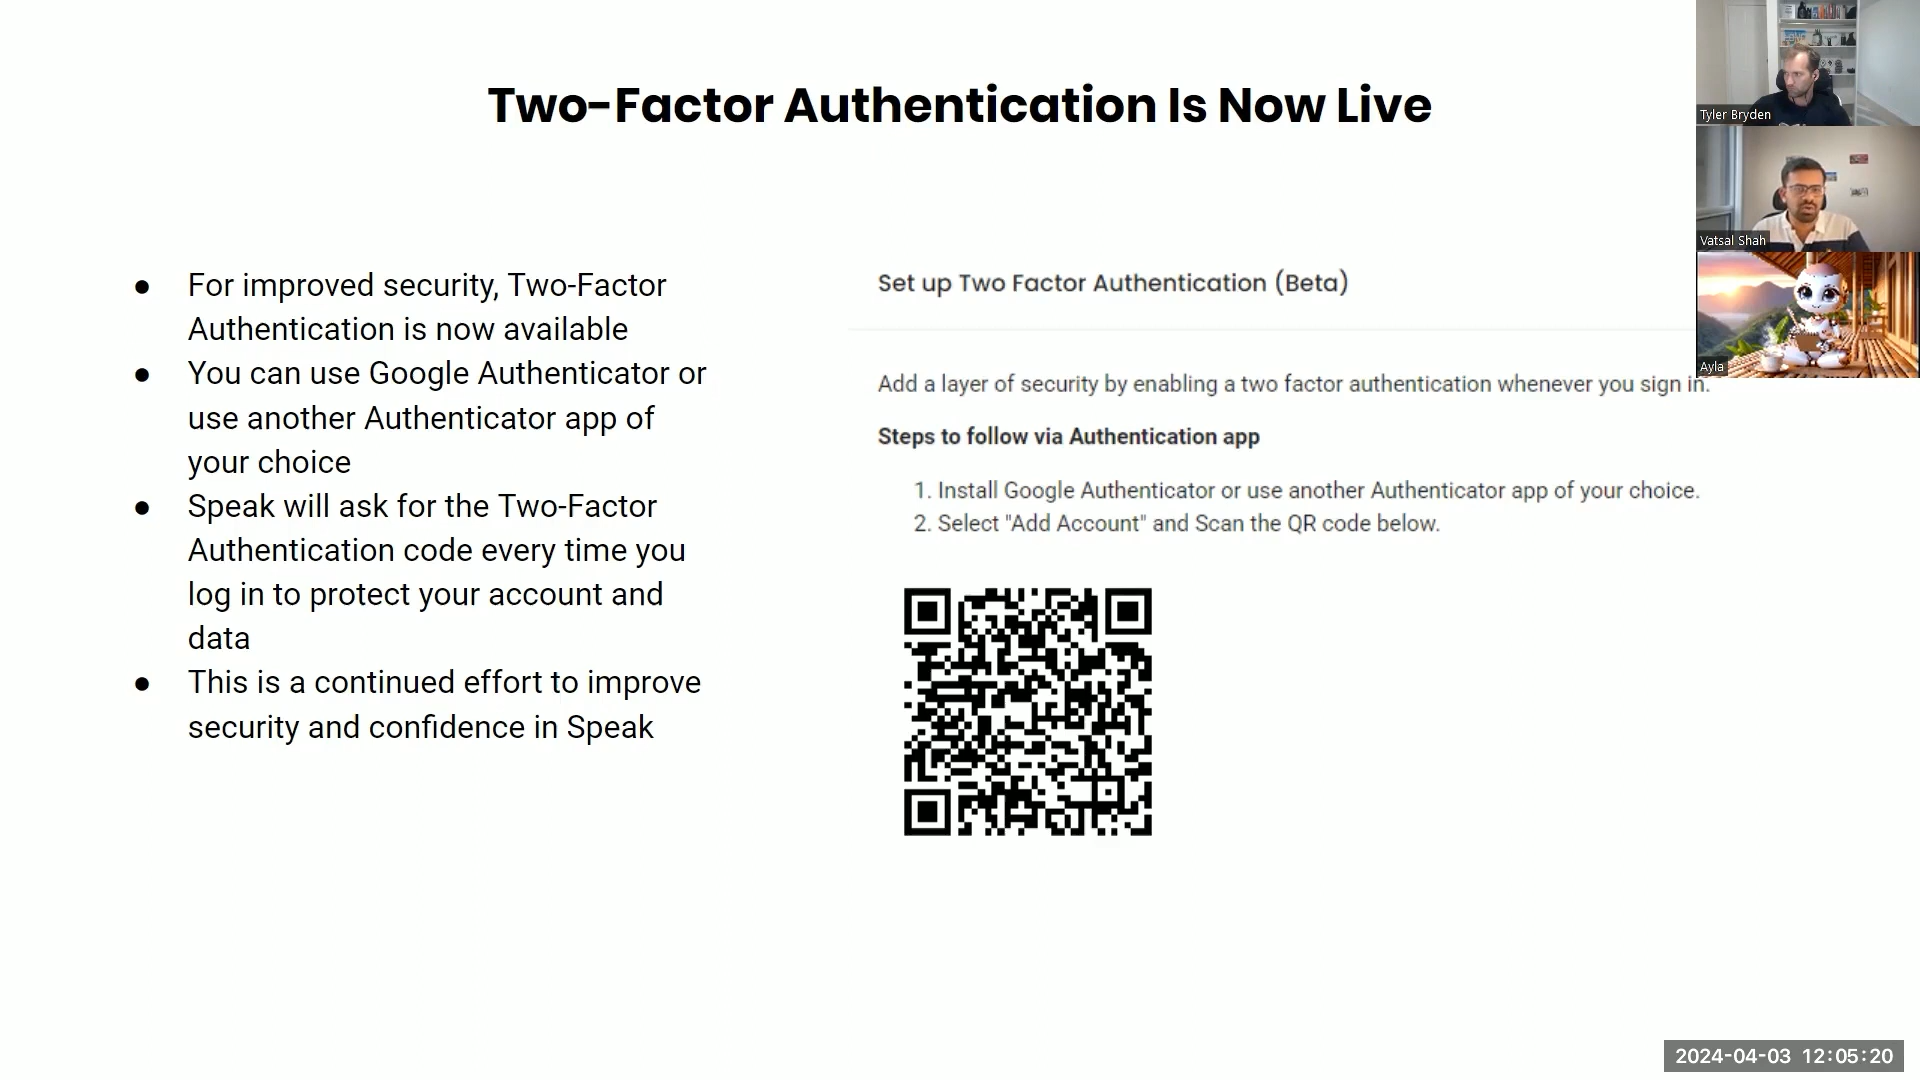 Two-Factor Authentication Is Now Live
● For improved security, Two-Factor
Authentication is now available
● You can use Google Authenticator or
use another Authenticator app of
your choice
● Speak will ask for the Two-Factor
Authentication code every time you
log in to protect your account and
data
● This is a continued effort to improve
security and confidence in Speak
Set up Two Factor Authentication (Beta)
Add a layer of security by enabling a two factor authentication whenever you sign in.
Steps to follow via Authentication app
1. Install Google Authenticator or use another Authenticator app of your choice.
2. Select "Add Account" and Scan the QR code below.
Tyler Bryden
Vatsal Shah
Ayla
2024-04-03 12:05:20